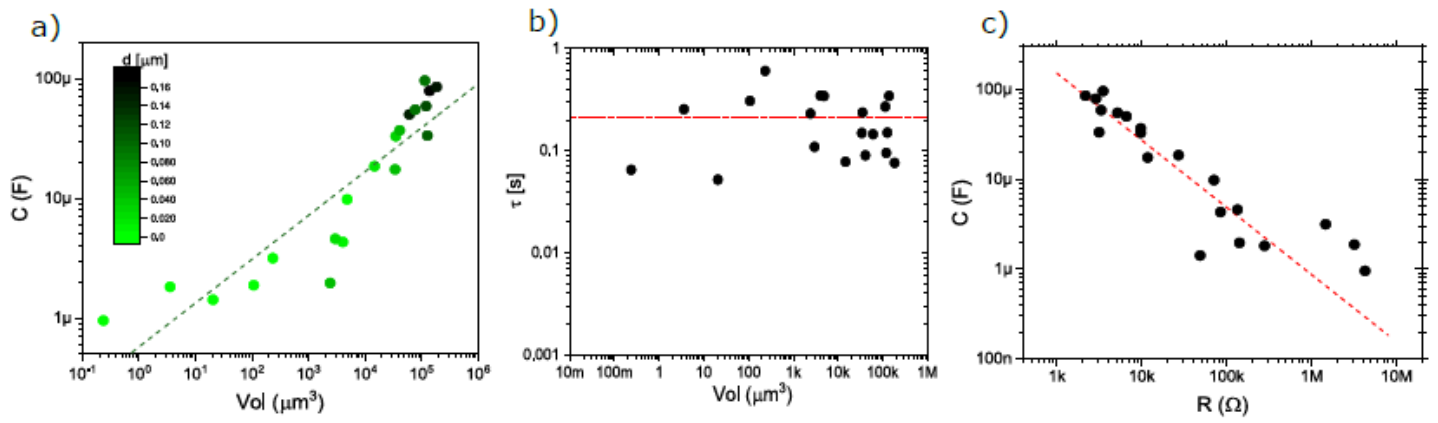 a)
d [μm]
0,16
0,14
0,12
0,10
0,080
0,060
0.040
0.020
0.0
100μ
10μ
1μ
C (F)
10⁻¹ 10⁰ 10¹ 10² 10³ 10⁴ 10⁵ 10⁶
Vol (μm³)
b)
1
0,1
0,01
0,001
τ [s]
10m 100m 1 10 100 1k 10k 100k 1M
Vol (μm³)
c)
100μ
10μ
1μ
100n
C (F)
1k 10k 100k 1M 10M
R (Ω)